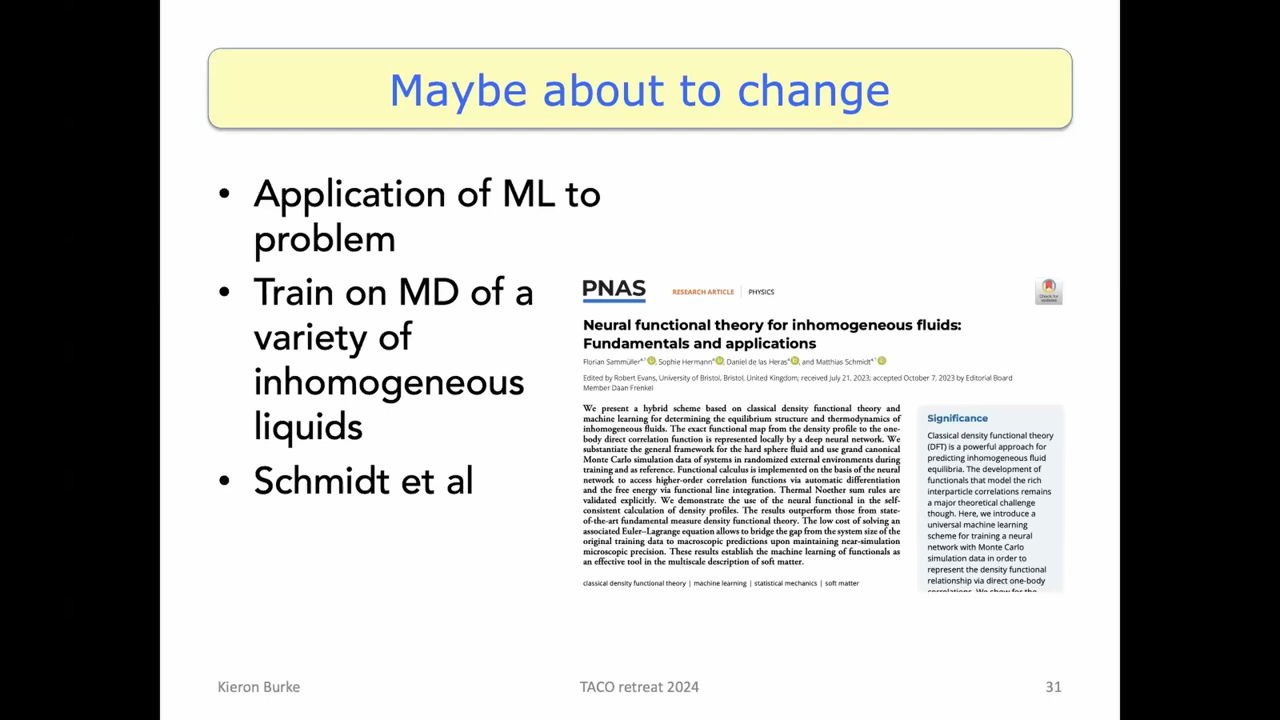 Maybe about to change
• Application of ML to
problem
• Train on MD of a
variety of
inhomogeneous
liquids
• Schmidt et al
PNAS
RESEARCH ARTICLE | PHYSICS
Check for
updates
Neural functional theory for inhomogeneous fluids:
Fundamentals and applications
Florian Sammüller, Sophie Hermann, Daniel de las Heras, and Matthias Schmidt
Edited by Robert Evans, University of Bristol, Bristol, United Kingdom; received July 21, 2023; accepted October 7, 2023 by Editorial Board
Member Daan Frenkel
We present a hybrid scheme based on classical density functional theory and
machine learning for determining the equilibrium structure and thermodynamics of
inhomogeneous fluids. The exact functional map from the density profile to the one-
body direct correlation function is represented locally by a deep neural network. We
substantiate the general framework for the hard sphere fluid and use grand canonical
Monte Carlo simulation data of systems in randomized external environments during
training and as reference. Functional calculus is implemented on the basis of the neural
network to access higher-order correlation functions via automatic differentiation
and the free energy via functional line integration. Thermal Noether sum rules are
validated explicitly. We demonstrate the use of the neural functional in the self-
consistent calculation of density profiles. The results outperform those from state-
of-the-art fundamental measure density functional theory. The low cost of solving an
associated Euler–Lagrange equation allows to bridge the gap from the system size of the
original training data to macroscopic predictions upon maintaining near-simulation
microscopic precision. These results establish the machine learning of functionals as
an effective tool in the multiscale description of soft matter.
classical density functional theory | machine learning | statistical mechanics | soft matter
Significance
Classical density functional theory
(DFT) is a powerful approach for
predicting inhomogeneous fluid
equilibria. The development of
functionals that model the rich
interparticle correlations remains
a major theoretical challenge
though. Here, we introduce a
universal machine learning
scheme for training a neural
network with Monte Carlo
simulation data in order to
represent the density functional
relationship via direct one-body
correlations. We show for the
Kieron Burke
TACO retreat 2024
31